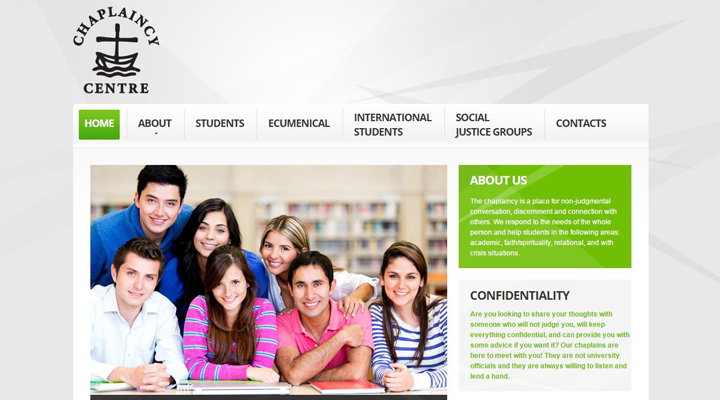 CHAPLAINCY
CENTRE
HOME
ABOUT
STUDENTS
ECUMENICAL
INTERNATIONAL
STUDENTS
SOCIAL
JUSTICE GROUPS
CONTACTS
ABOUT US
The chaplaincy is a place for non-judgmental
conversation, discernment and connection with
others. We respond to the needs of the whole
person and help students in the following areas:
academic, faith/spirituality, relational, and with
crisis situations.
CONFIDENTIALITY
Are you looking to share your thoughts with
someone who will not judge you, will keep
everything confidential, and can provide you with
some advice if you want it? Our chaplains are
here to meet with you! They are not university
officials and they are always willing to listen and
lend a hand.